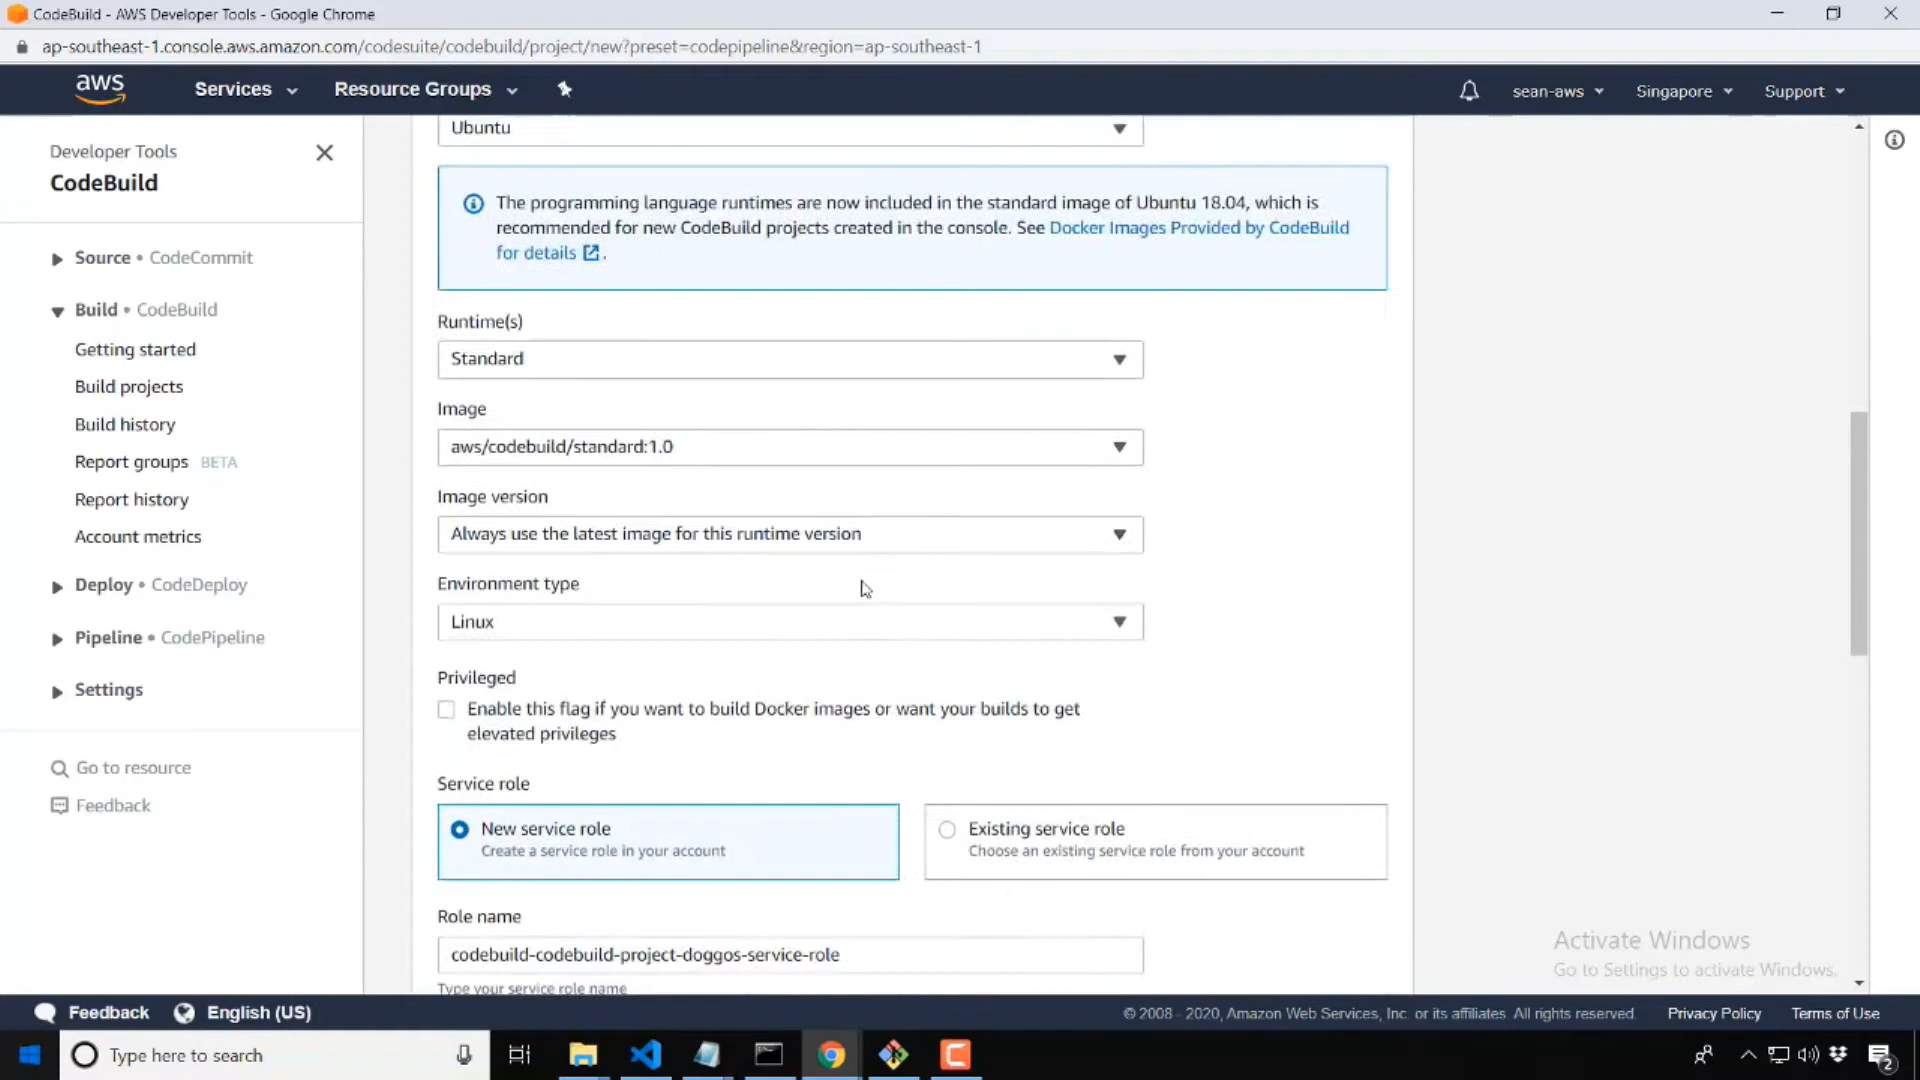 CodeBuild - AWS Developer Tools - Google Chrome
ap-southeast-1.console.aws.amazon.com/codesuite/codebuild/project/new?preset=codepipeline&region=ap-southeast-1
aws
Services
Resource Groups
sean-aws
Singapore
Support
Developer Tools
CodeBuild
Source • CodeCommit
Build • CodeBuild
Getting started
Build projects
Build history
Report groups BETA
Report history
Account metrics
Deploy • CodeDeploy
Pipeline • CodePipeline
Settings
Go to resource
Feedback
Ubuntu
The programming language runtimes are now included in the standard image of Ubuntu 18.04, which is
recommended for new CodeBuild projects created in the console. See Docker Images Provided by CodeBuild
for details .
Runtime(s)
Standard
Image
aws/codebuild/standard:1.0
Image version
Always use the latest image for this runtime version
Environment type
Linux
Privileged
Enable this flag if you want to build Docker images or want your builds to get
elevated privileges
Service role
New service role
Create a service role in your account
Existing service role
Choose an existing service role from your account
Role name
codebuild-codebuild-project-doggos-service-role
Type your service role name
Activate Windows
Go to Settings to activate Windows.
Feedback
English (US)
© 2008 - 2020, Amazon Web Services, Inc. or its affiliates. All rights reserved.
Privacy Policy
Terms of Use
Type here to search
2